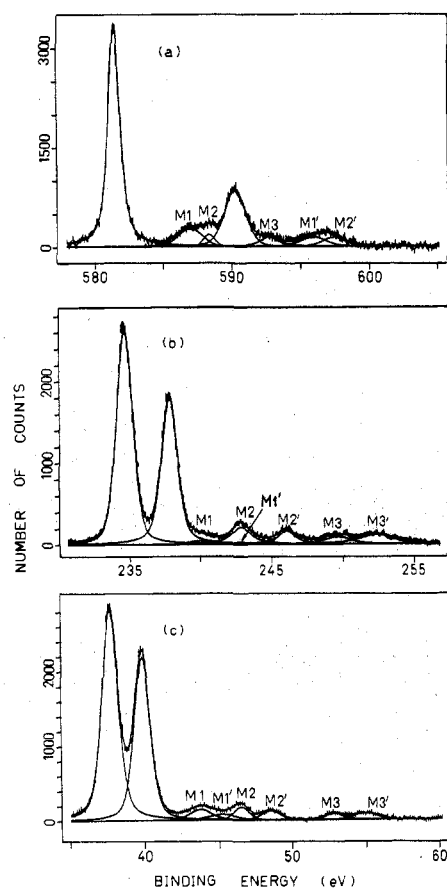 (a)
3000
1500
0
M1 M2 M3 M1' M2'
580 590 600
(b)
2000
1000
0
M1 M2 M1' M2' M3 M3'
235 245 255
NUMBER OF COUNTS
(c)
2000
1000
0
M1 M1' M2 M2' M3 M3'
40 50 60
BINDING ENERGY (eV)